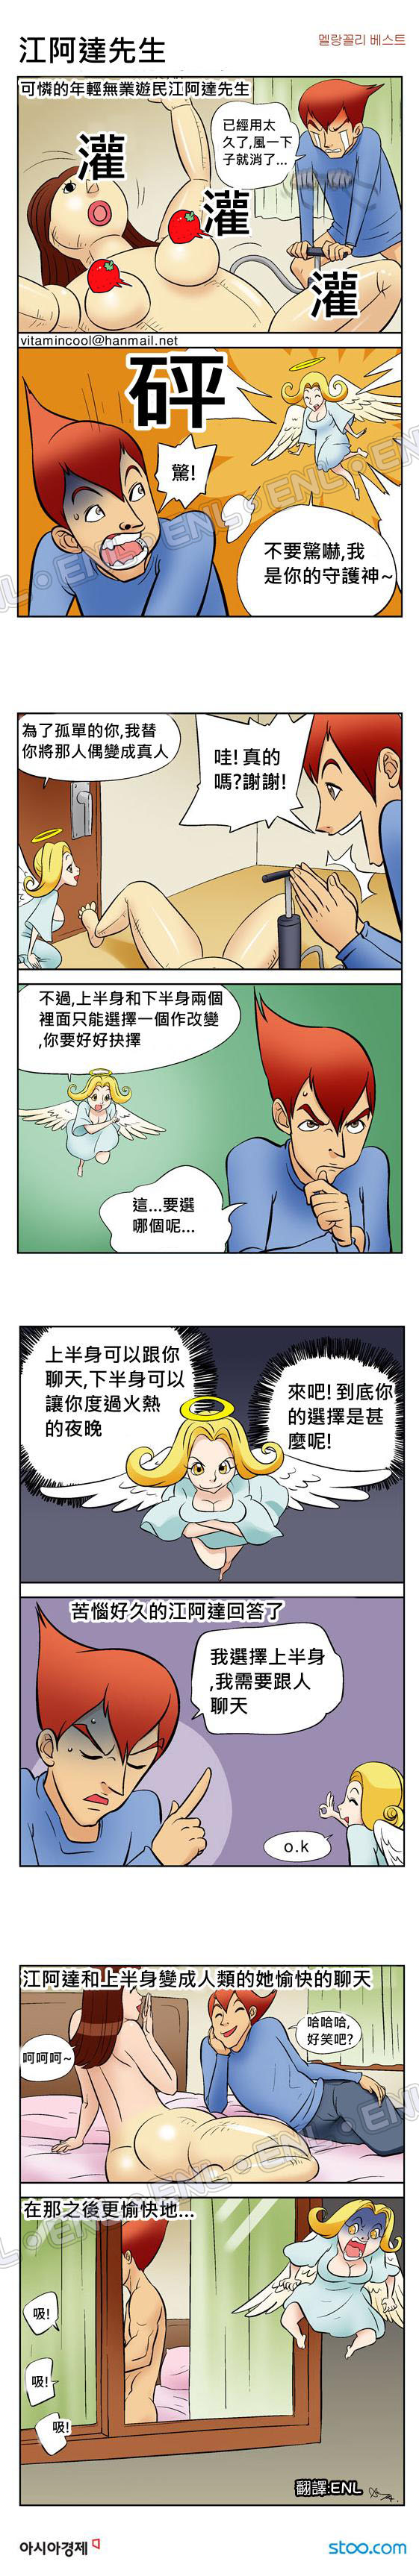 江阿達先生
멜랑꼴리 베스트
可憐的年輕無業遊民江阿達先生
已經用太
久了,風一下
子就消了...
灌
灌
灌
vitamincool@hanmail.net
砰
驚!
不要驚嚇,我
是你的守護神~
ENL
ENL
ENL
ENL
為了孤單的你,我替
你將那人偶變成真人
哇!真的
嗎?謝謝!
不過,上半身和下半身兩個
裡面只能選擇一個作改變
,你要好好抉擇
這...要選
哪個呢...
上半身可以跟你
聊天,下半身可以
讓你度過火熱
的夜晚
來吧!到底你
的選擇是甚
麼呢!
苦惱好久的江阿達回答了
我選擇上半身
,我需要跟人
聊天
o.k
江阿達和上半身變成人類的她愉快的聊天
哈哈哈,
好笑吧?
呵呵呵~
ENL
ENL
ENL
在那之後更愉快地...
吸!
吸!
吸!
翻譯:ENL
아시아경제
stoo.com